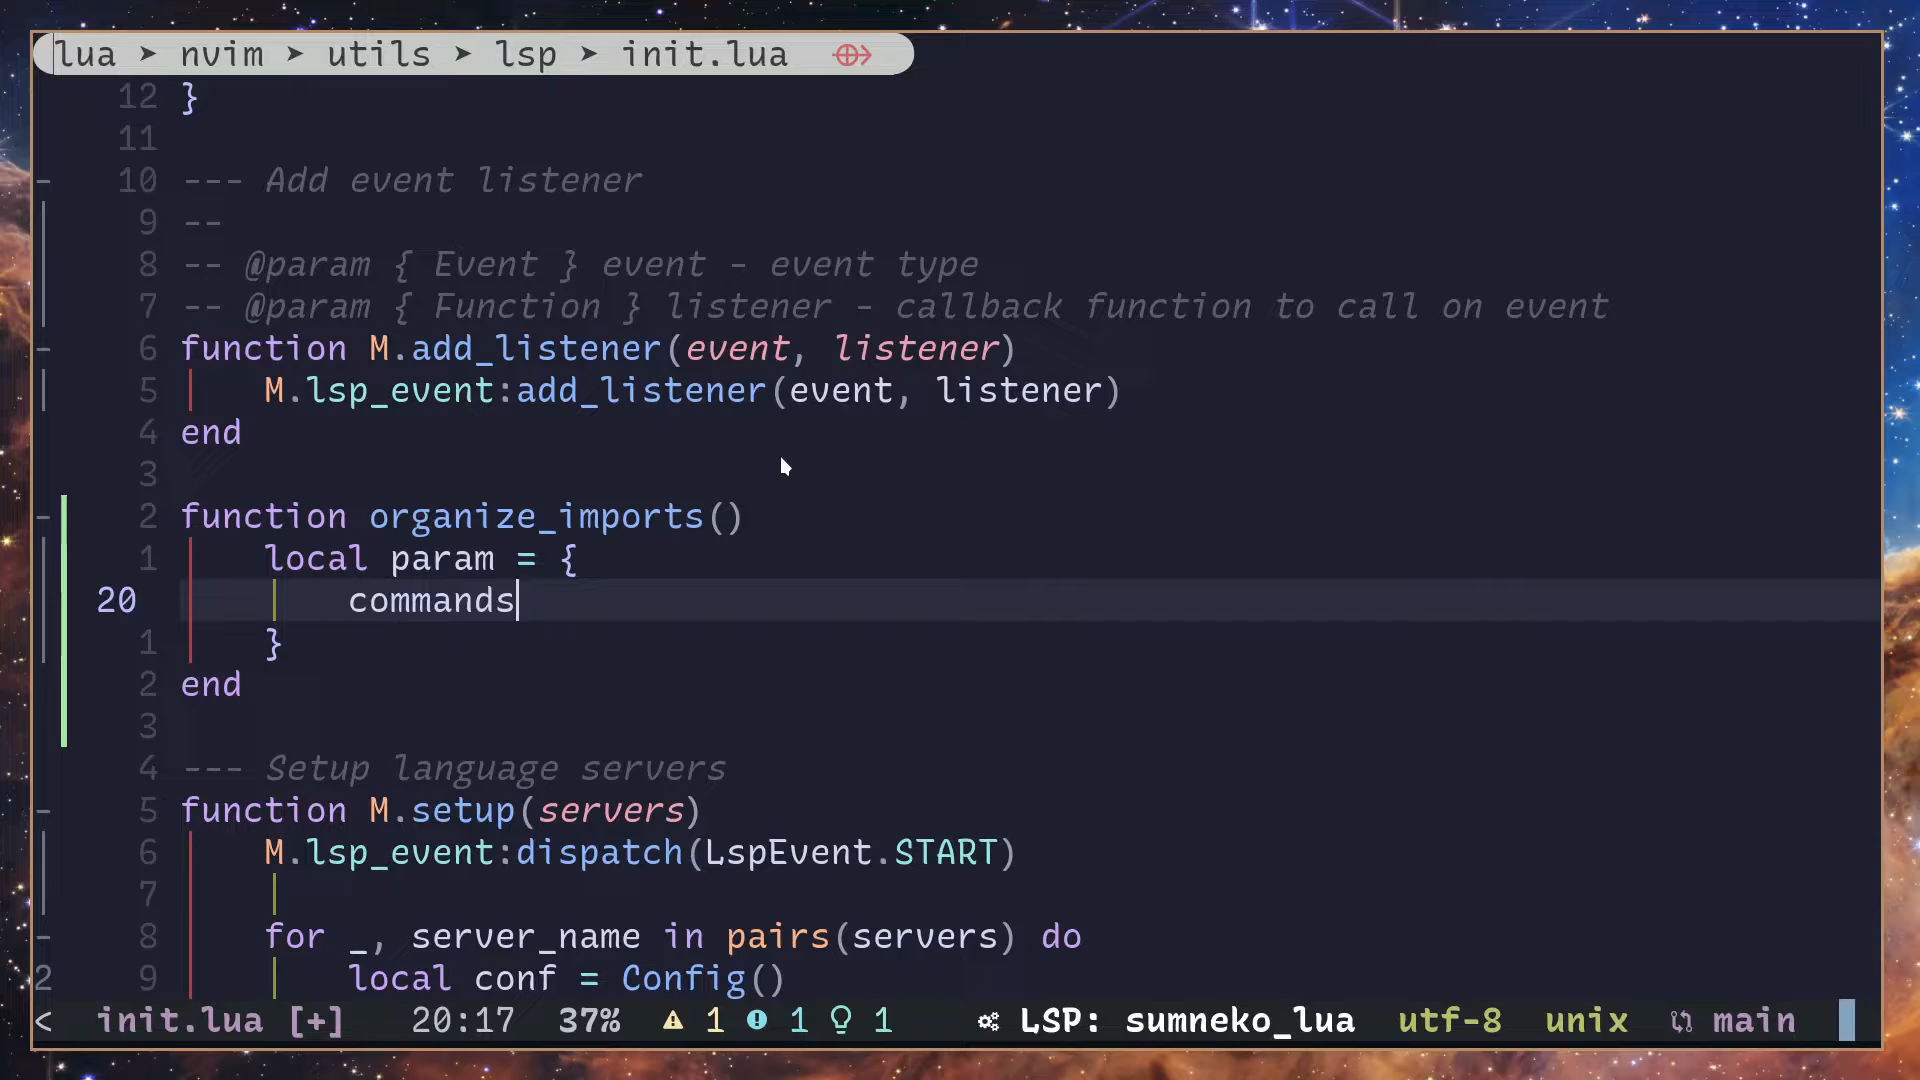 lua ➤ nvim ➤ utils ➤ lsp ➤ init.lua
12 }
11
10 --- Add event listener
9 --
8 -- @param { Event } event - event type
7 -- @param { Function } listener - callback function to call on event
6 function M.add_listener(event, listener)
5 M.lsp_event:add_listener(event, listener)
4 end
3
2 function organize_imports()
1 local param = {
20 commands
1 }
2 end
3
4 --- Setup language servers
5 function M.setup(servers)
6 M.lsp_event:dispatch(LspEvent.START)
7
8 for _, server_name in pairs(servers) do
2 9 local conf = Config()
< init.lua [+] 20:17 37% 1 1 1 LSP: sumneko_lua utf-8 unix main